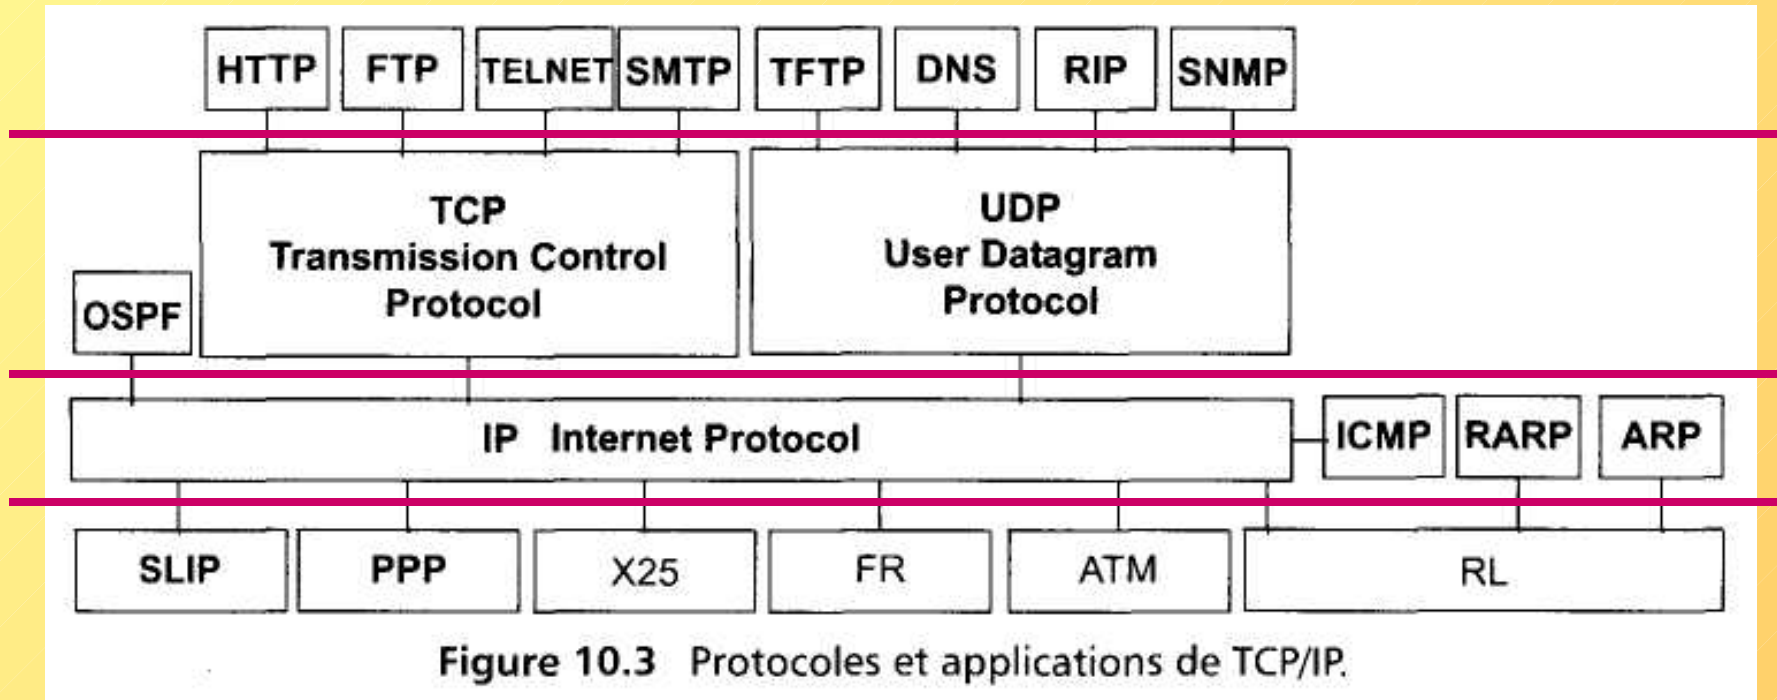 HTTP FTP TELNET SMTP TFTP DNS RIP SNMP
TCP
Transmission Control
Protocol
UDP
User Datagram
Protocol
OSPF
IP Internet Protocol ICMP RARP ARP
SLIP PPP X25 FR ATM RL
Figure 10.3 Protocoles et applications de TCP/IP.